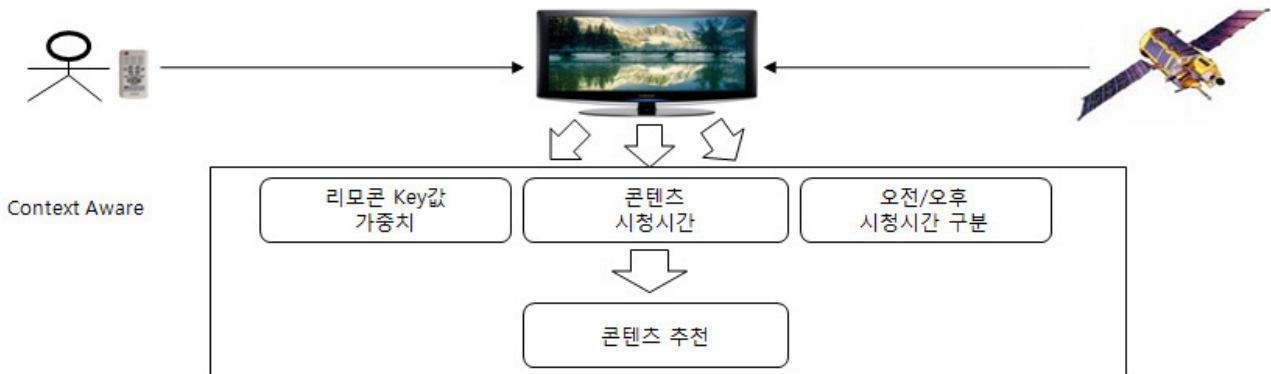 Context Aware
리모콘 Key값
가중치
콘텐츠
시청시간
오전/오후
시청시간 구분
콘텐츠 추천